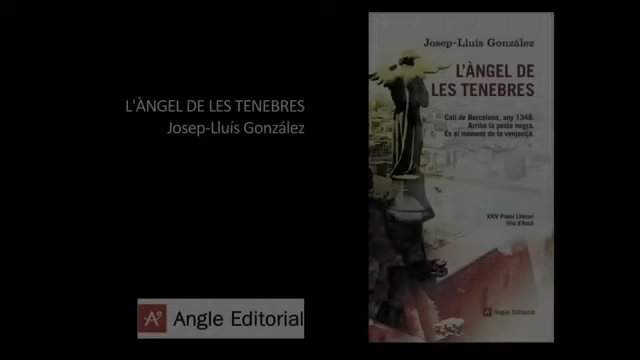 L'ÀNGEL DE LES TENEBRES
Josep-Lluís González
Angle Editorial
Josep-Lluís González
L'ÀNGEL DE
LES TENEBRES
Call de Barcelona, any 1348.
Arriba la pesta negra.
És el moment de la venjança.
XXIV Premi Literari
Vila d'Ascó
Angle Editorial